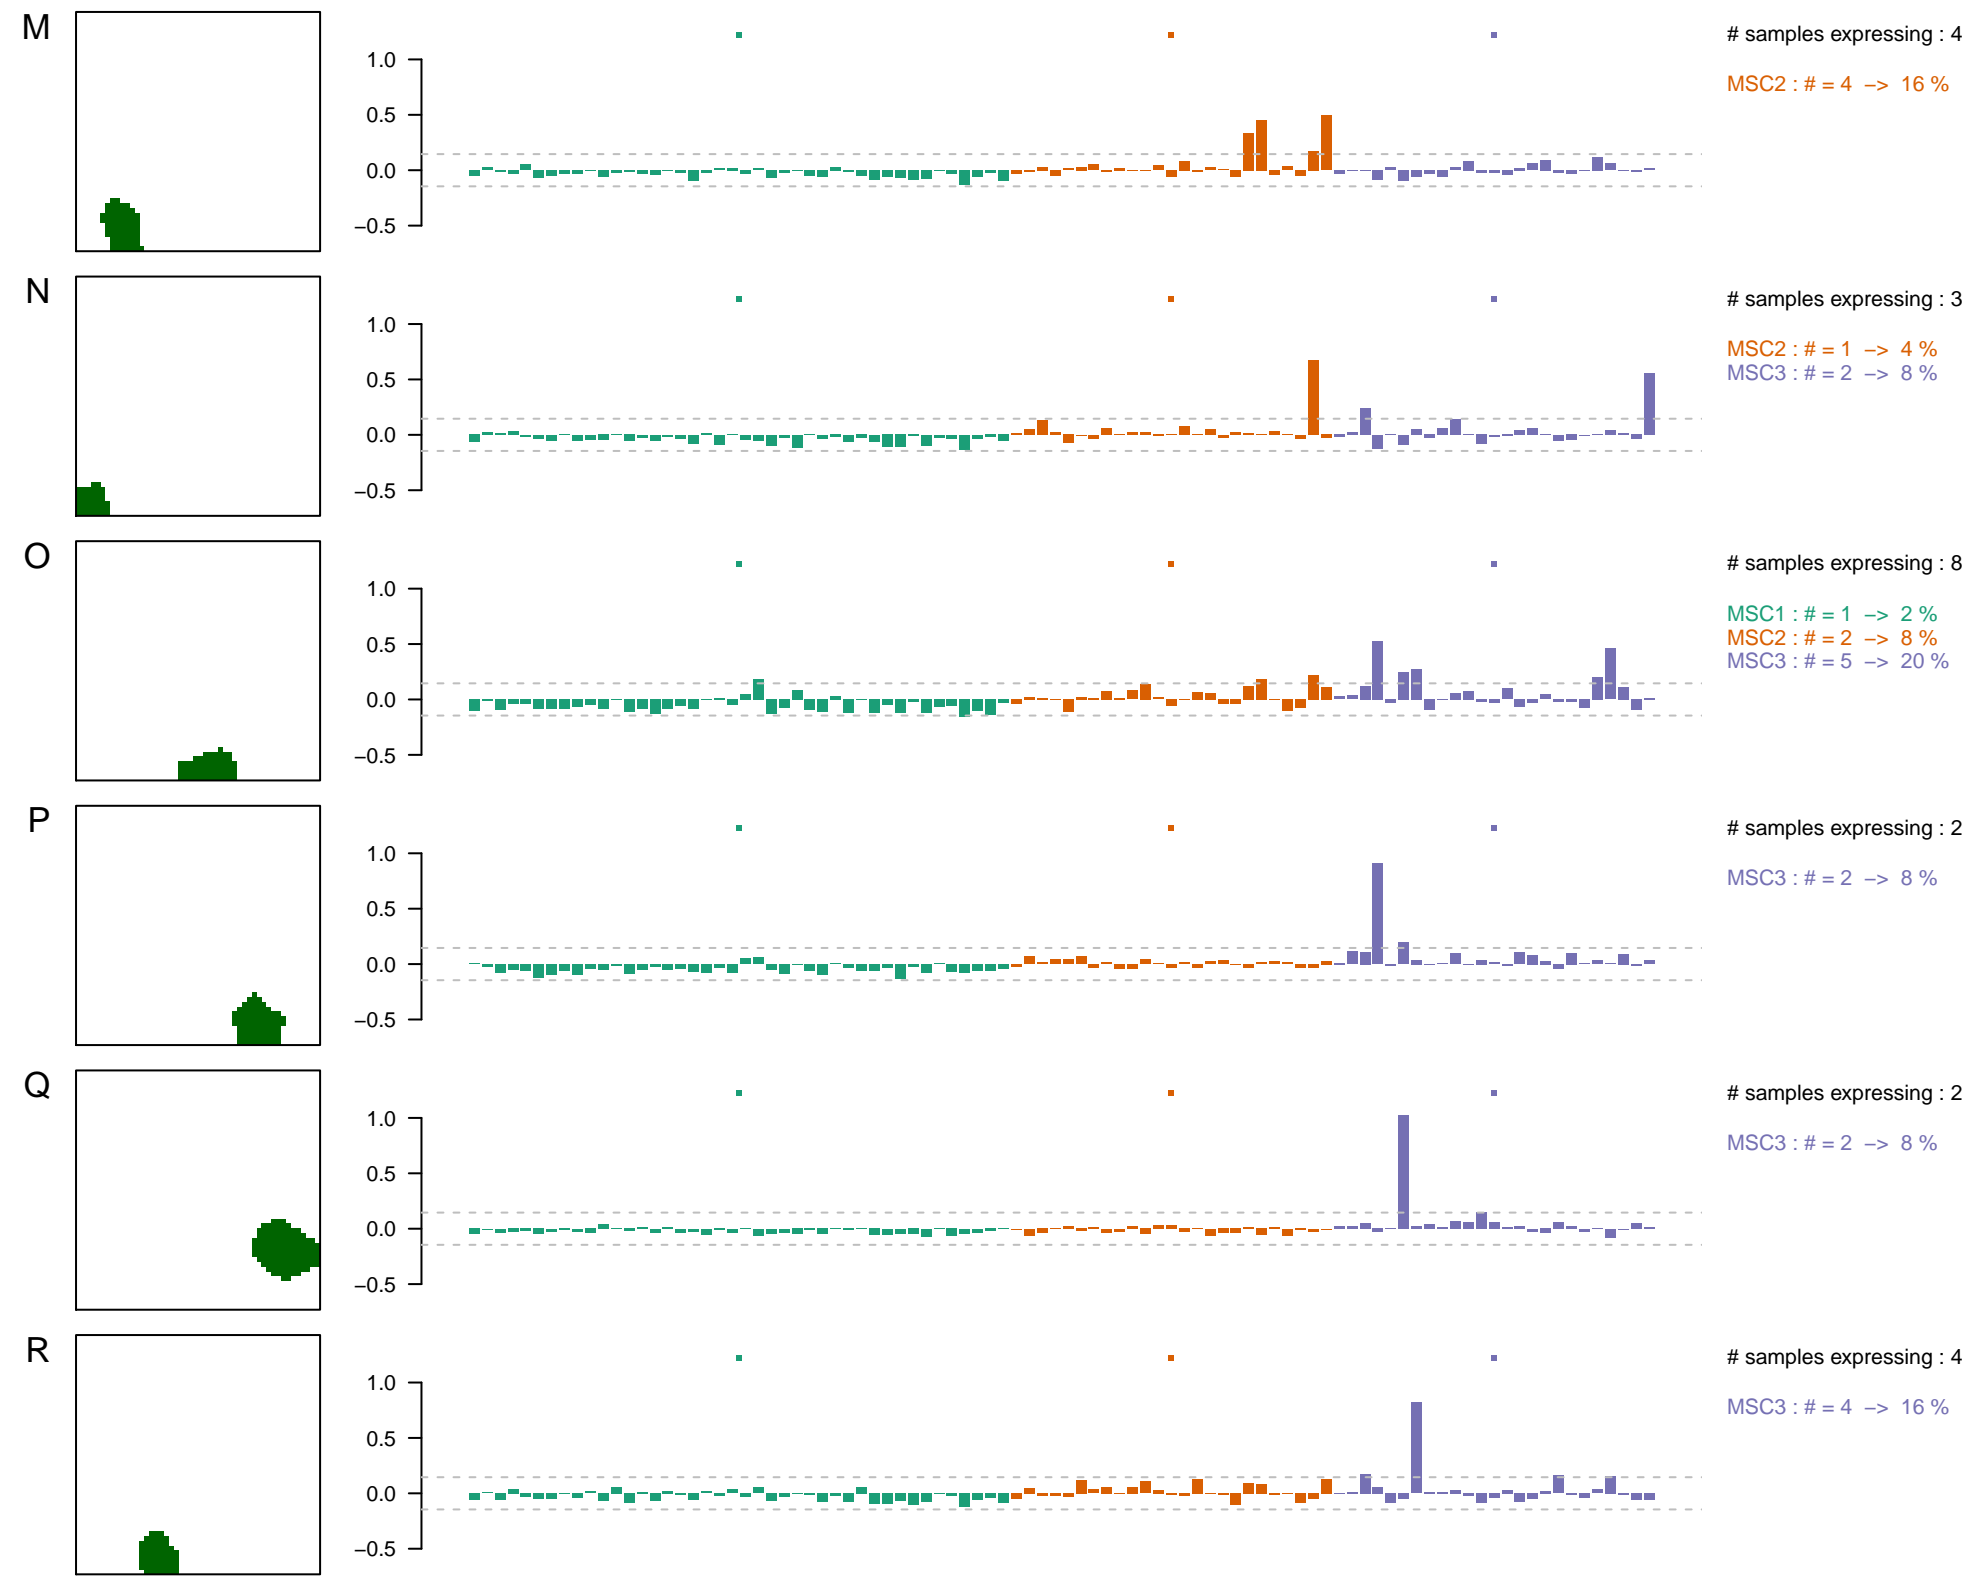 M
1.0
0.5
0.0
−0.5
# samples expressing : 4
MSC2 : # = 4 −> 16 %
N
1.0
0.5
0.0
−0.5
# samples expressing : 3
MSC2 : # = 1 −> 4 %
MSC3 : # = 2 −> 8 %
O
1.0
0.5
0.0
−0.5
# samples expressing : 8
MSC1 : # = 1 −> 2 %
MSC2 : # = 2 −> 8 %
MSC3 : # = 5 −> 20 %
P
1.0
0.5
0.0
−0.5
# samples expressing : 2
MSC3 : # = 2 −> 8 %
Q
1.0
0.5
0.0
−0.5
# samples expressing : 2
MSC3 : # = 2 −> 8 %
R
1.0
0.5
0.0
−0.5
# samples expressing : 4
MSC3 : # = 4 −> 16 %